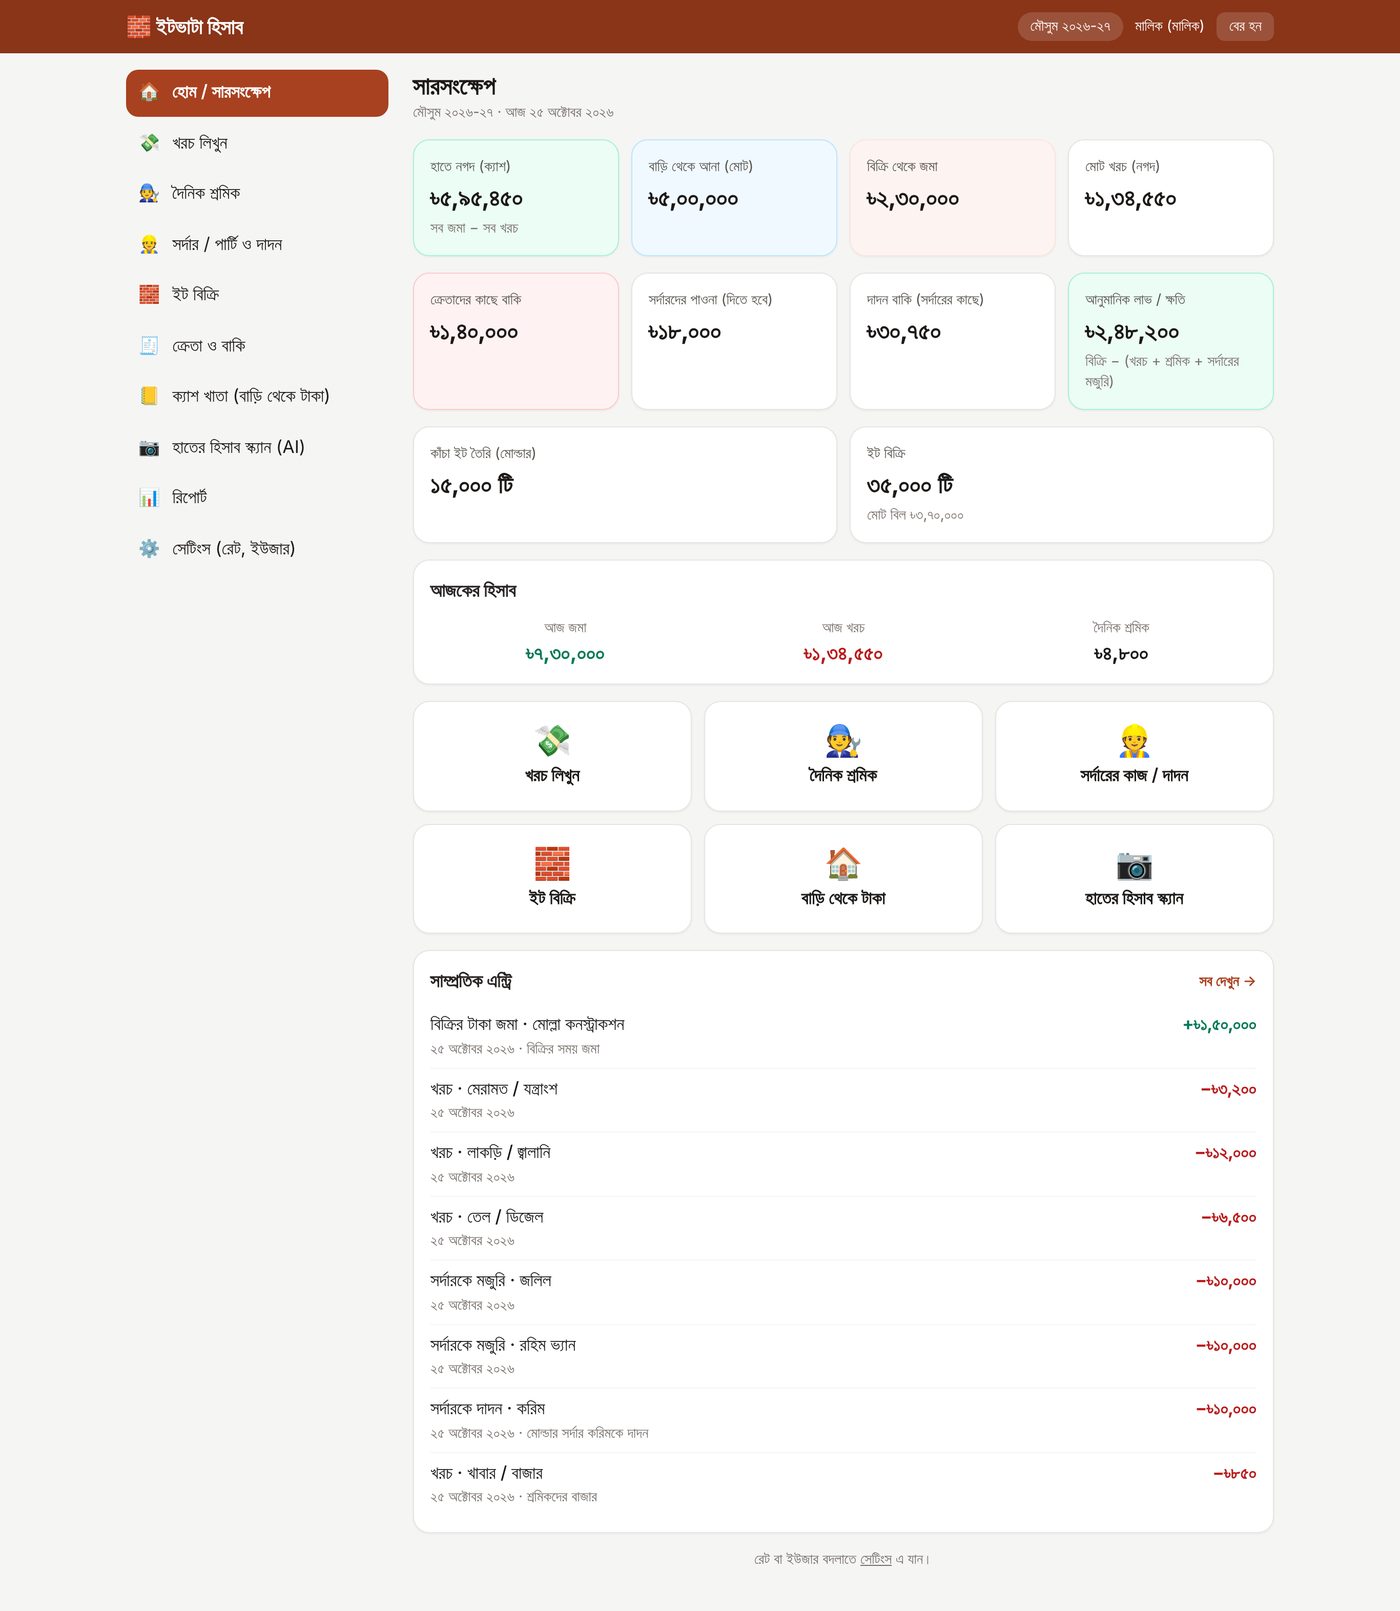 ইটভাটা হিসাব
মৌসুম ২০২৬-২৭
মালিক (মালিক)
বের হন
হোম / সারসংক্ষেপ
খরচ লিখুন
দৈনিক শ্রমিক
সর্দার / পার্টি ও দাদন
ইট বিক্রি
ক্রেতা ও বাকি
ক্যাশ খাতা (বাড়ি থেকে টাকা)
হাতের হিসাব স্ক্যান (AI)
রিপোর্ট
সেটিংস (রেট, ইউজার)
সারসংক্ষেপ
মৌসুম ২০২৬-২৭ · আজ ২৫ অক্টোবর ২০২৬
হাতে নগদ (ক্যাশ)
৳৫,৯৫,৪৫০
সব জমা − সব খরচ
বাড়ি থেকে আনা (মোট)
৳৫,০০,০০০
বিক্রি থেকে জমা
৳২,৩০,০০০
মোট খরচ (নগদ)
৳১,৩৪,৫৫০
ক্রেতাদের কাছে বাকি
৳১,৪০,০০০
সর্দারদের পাওনা (দিতে হবে)
৳১৮,০০০
দাদন বাকি (সর্দারের কাছে)
৳৩০,৭৫০
আনুমানিক লাভ / ক্ষতি
৳২,৪৮,২০০
বিক্রি − (খরচ + শ্রমিক + সর্দারের
মজুরি)
কাঁচা ইট তৈরি (মোল্ডার)
১৫,০০০ টি
ইট বিক্রি
৩৫,০০০ টি
মোট বিল ৳৩,৭০,০০০
আজকের হিসাব
আজ জমা
৳৭,৩০,০০০
আজ খরচ
৳১,৩৪,৫৫০
দৈনিক শ্রমিক
৳৪,৮০০
খরচ লিখুন
দৈনিক শ্রমিক
সর্দারের কাজ / দাদন
ইট বিক্রি
বাড়ি থেকে টাকা
হাতের হিসাব স্ক্যান
সাম্প্রতিক এন্ট্রি
সব দেখুন →
বিক্রির টাকা জমা · মোল্লা কনস্ট্রাকশন
+৳১,৫০,০০০
২৫ অক্টোবর ২০২৬ · বিক্রির সময় জমা
খরচ · মেরামত / যন্ত্রাংশ
−৳৩,২০০
২৫ অক্টোবর ২০২৬
খরচ · লাকড়ি / জ্বালানি
−৳১২,০০০
২৫ অক্টোবর ২০২৬
খরচ · তেল / ডিজেল
−৳৬,৫০০
২৫ অক্টোবর ২০২৬
সর্দারকে মজুরি · জলিল
−৳১০,০০০
২৫ অক্টোবর ২০২৬
সর্দারকে মজুরি · রহিম ভ্যান
−৳১০,০০০
২৫ অক্টোবর ২০২৬
সর্দারকে দাদন · করিম
−৳১০,০০০
২৫ অক্টোবর ২০২৬ · মোল্ডার সর্দার করিমকে দাদন
খরচ · খাবার / বাজার
−৳৮৫০
২৫ অক্টোবর ২০২৬ · শ্রমিকদের বাজার
রেট বা ইউজার বদলাতে সেটিংস এ যান।